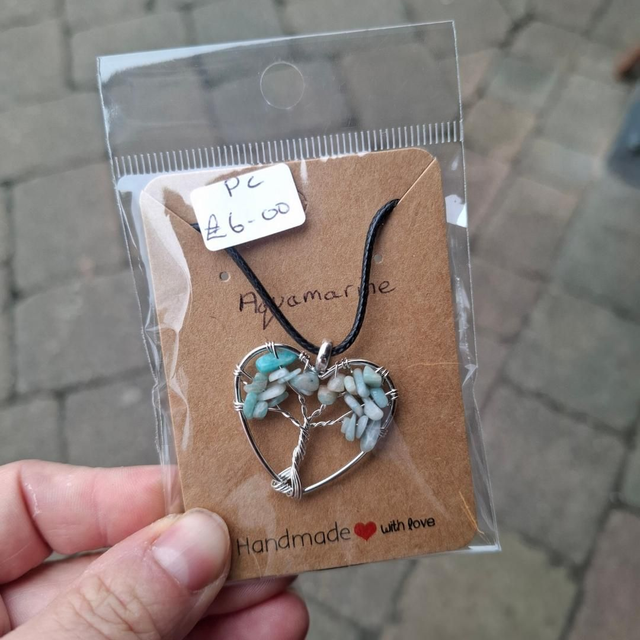 PC
£6-00
Aquamarine
Handmade ❤ with love